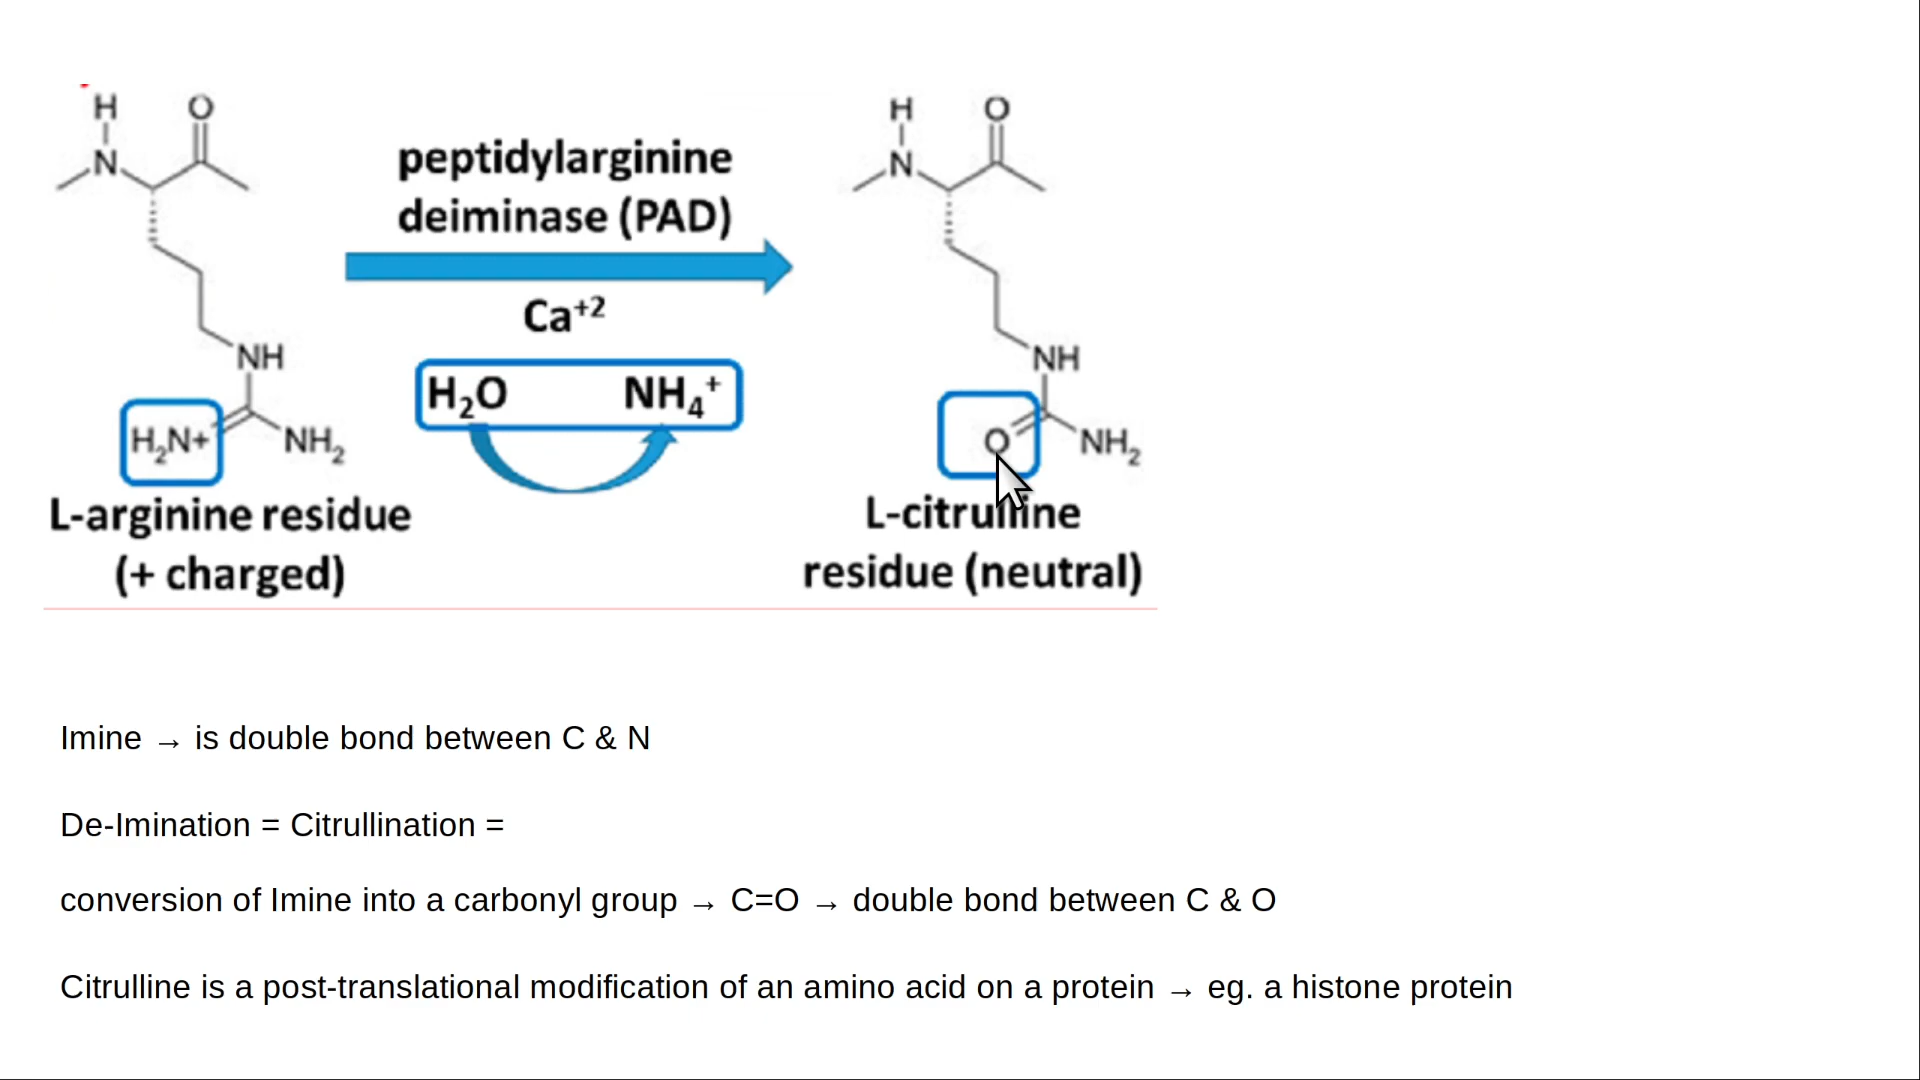 H O H O
N N
peptidylarginine
deiminase (PAD)
Ca⁺²
H₂O NH₄⁺
NH NH
H₂N+ NH₂ O NH₂
L-arginine residue
(+ charged)
L-citrulline
residue (neutral)
Imine → is double bond between C & N
De-Imination = Citrullination =
conversion of Imine into a carbonyl group → C=O → double bond between C & O
Citrulline is a post-translational modification of an amino acid on a protein → eg. a histone protein